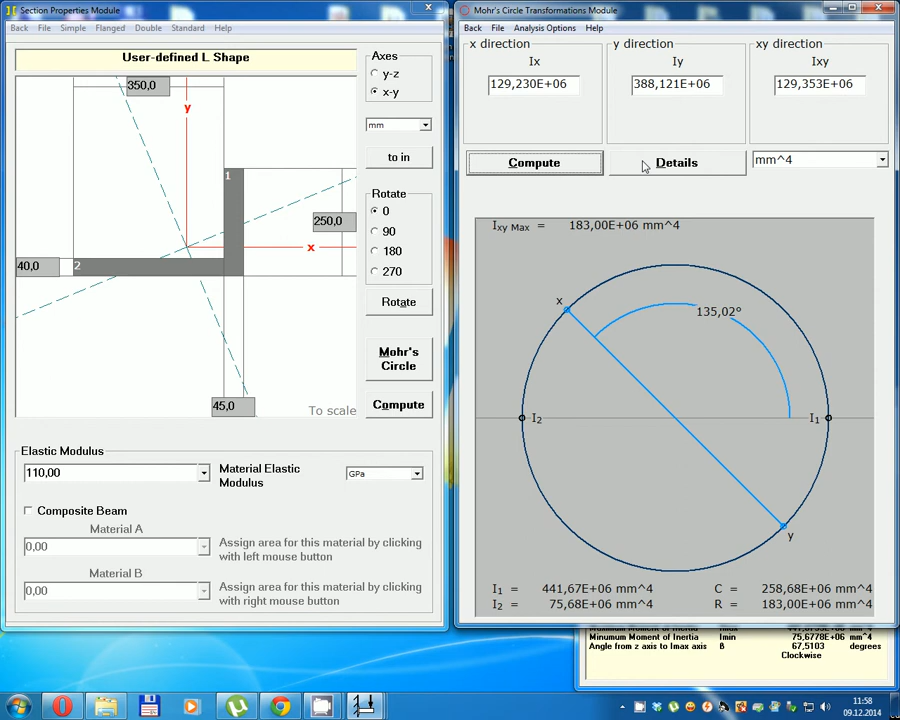 Section Properties Module
Back File Simple Flanged Double Standard Help
User-defined L Shape
350,0
y
1
250,0
x
40,0
2
45,0
To scale
Axes
y-z
x-y
mm
to in
Rotate
0
90
180
270
Rotate
Mohr's
Circle
Compute
Elastic Modulus
110,00
Material Elastic
Modulus
GPa
Composite Beam
Material A
0,00
Assign area for this material by clicking
with left mouse button
Material B
0,00
Assign area for this material by clicking
with right mouse button
Mohr's Circle Transformations Module
Back File Analysis Options Help
x direction
Ix
129,230E+06
y direction
Iy
388,121E+06
xy direction
Ixy
129,353E+06
Compute
Details
mm^4
Ixy Max = 183,00E+06 mm^4
x
135,02°
I2
I1
y
I1 = 441,67E+06 mm^4 C = 258,68E+06 mm^4
I2 = 75,68E+06 mm^4 R = 183,00E+06 mm^4
Minumum Moment of Inertia Imin 75,6778E+06 mm^4
Angle from z axis to Imax axis B 67,5103 degrees
Clockwise
11:58
09.12.2014